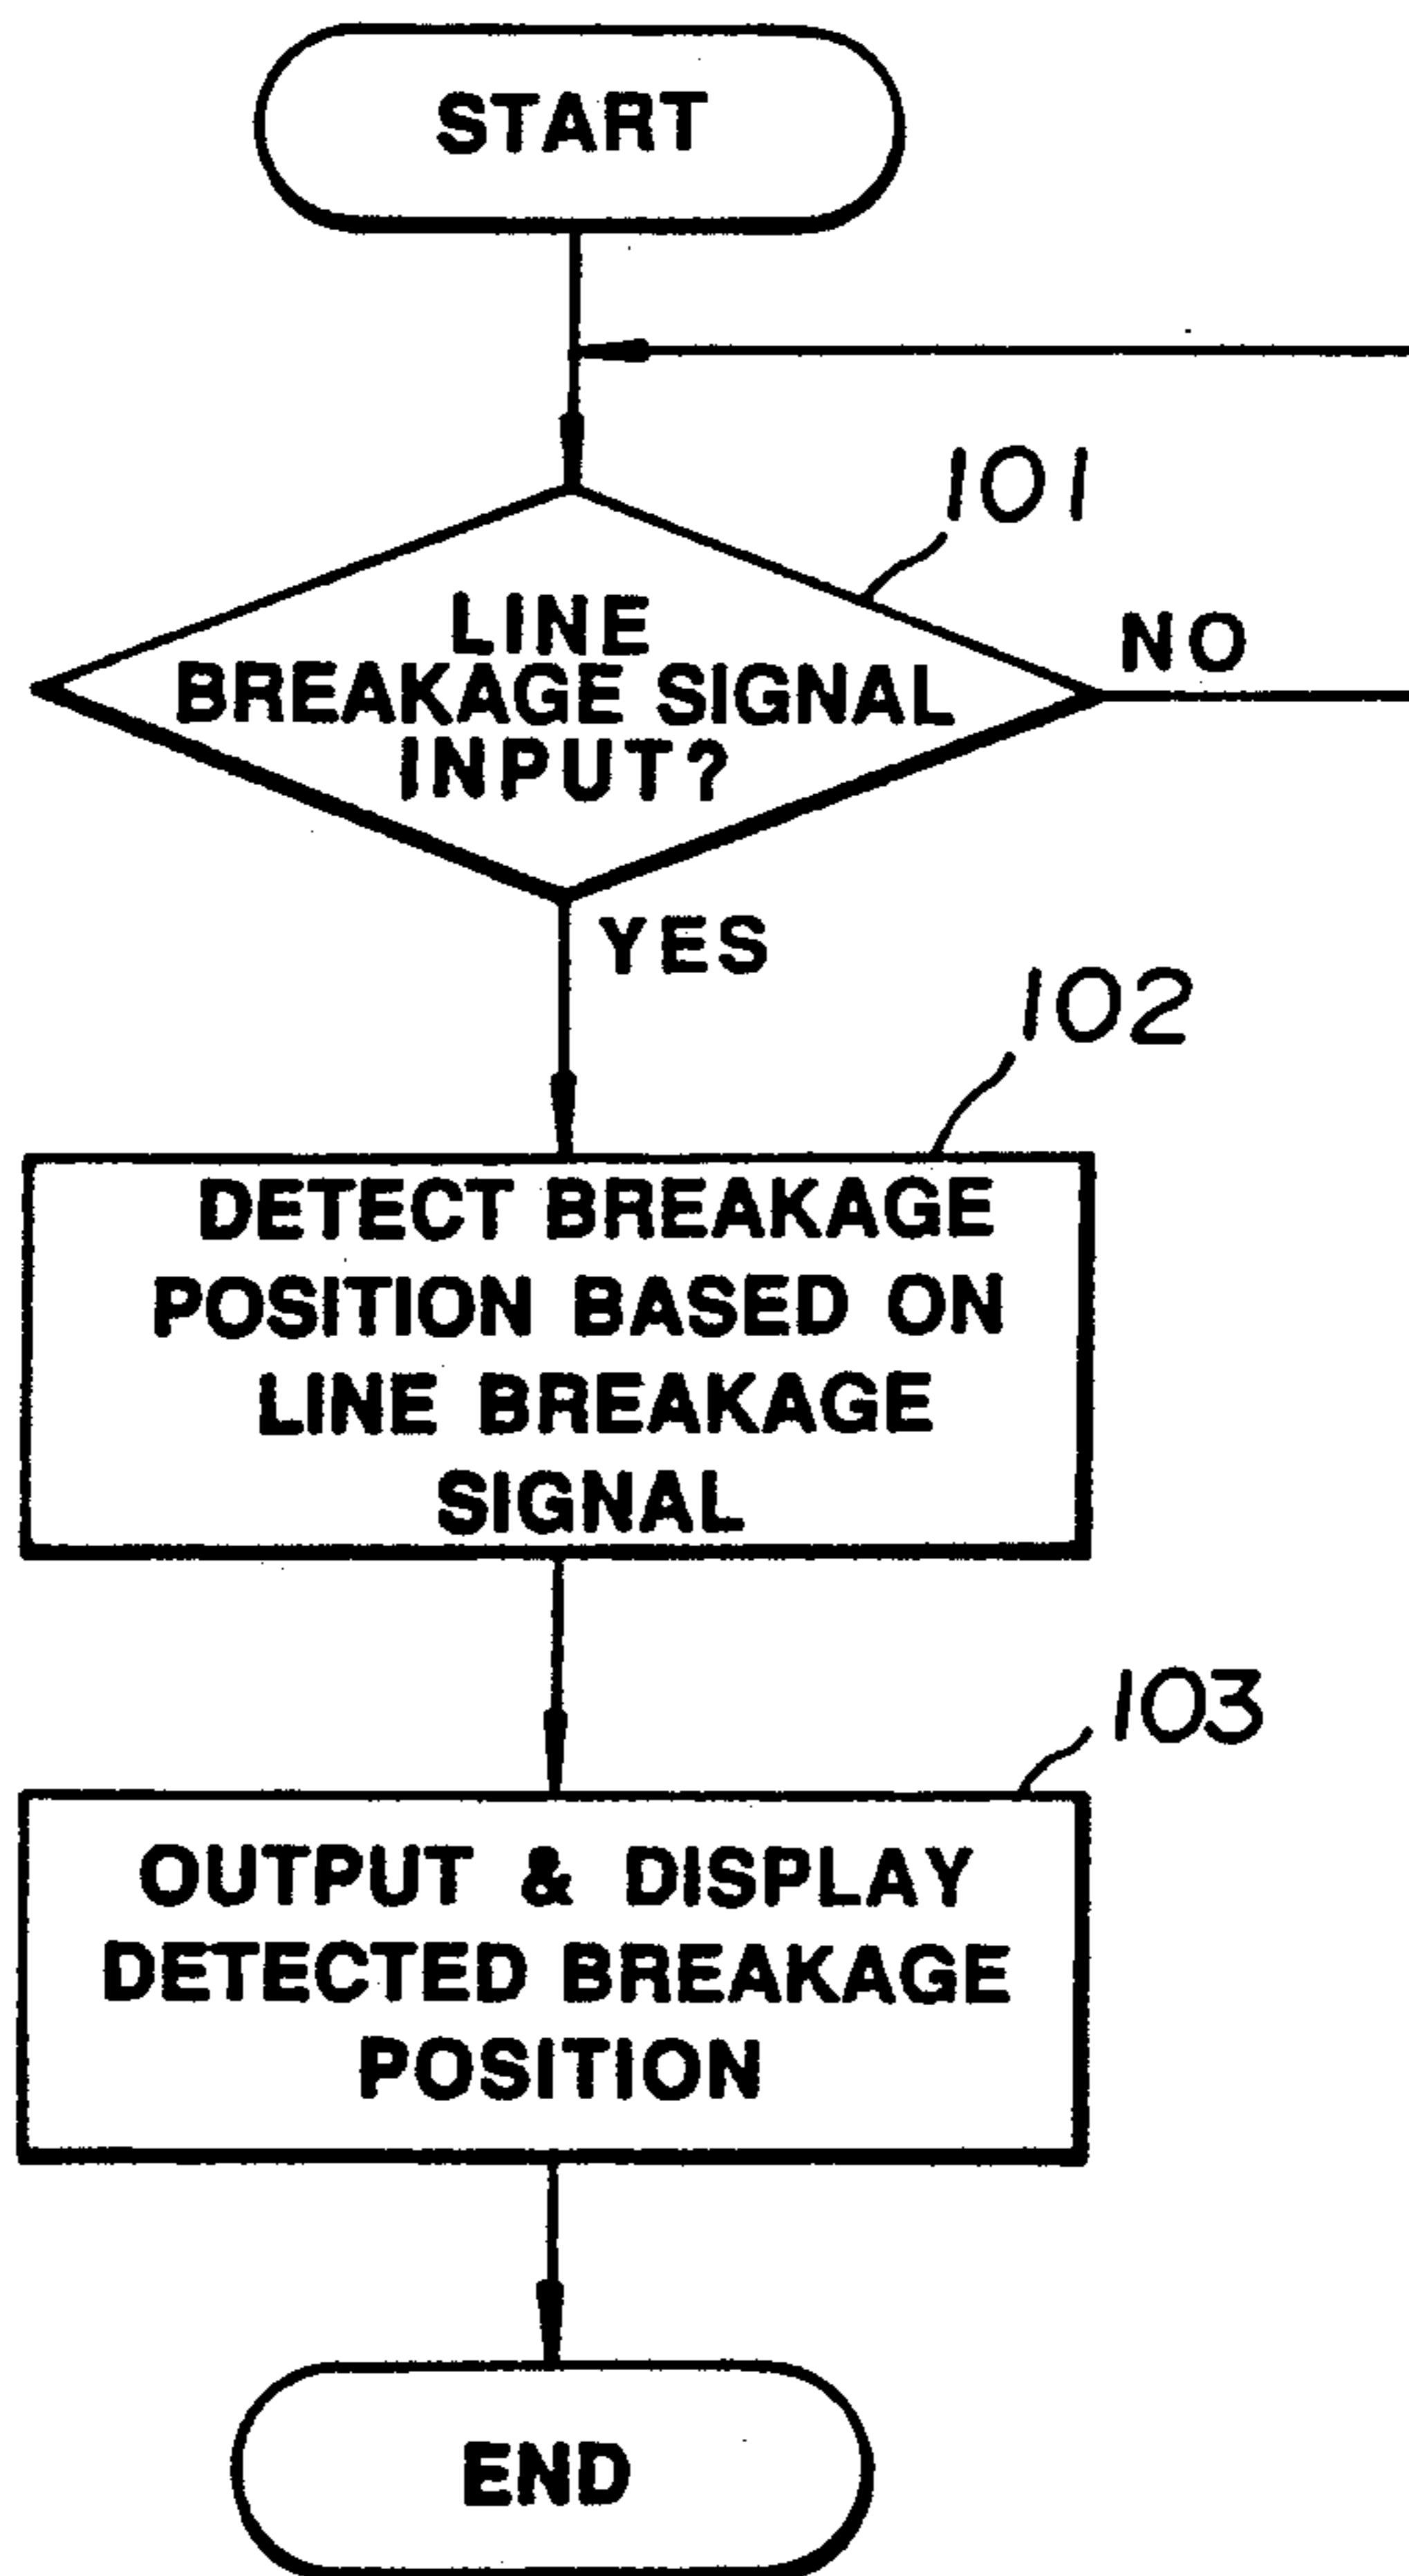 START
101
LINE
BREAKAGE SIGNAL
INPUT?
NO
YES
102
DETECT BREAKAGE
POSITION BASED ON
LINE BREAKAGE
SIGNAL
103
OUTPUT & DISPLAY
DETECTED BREAKAGE
POSITION
END